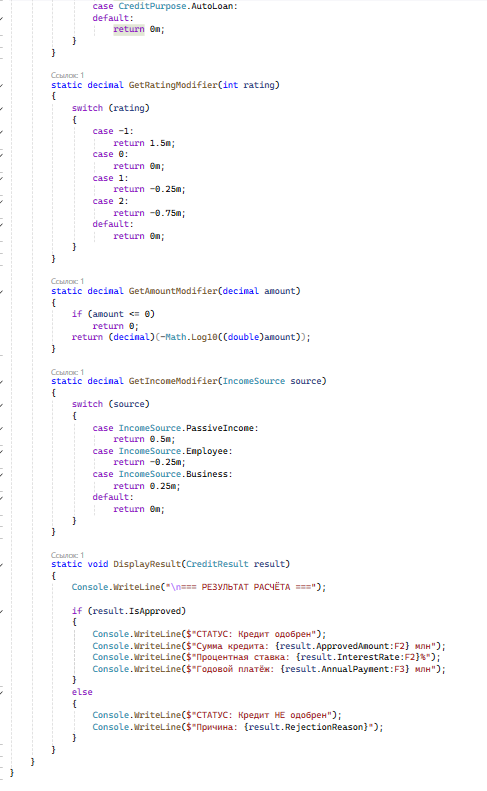 case CreditPurpose.AutoLoan:
default:
return 0m;
}
}
Ссылок: 1
static decimal GetRatingModifier(int rating)
{
switch (rating)
{
case -1:
return 1.5m;
case 0:
return 0m;
case 1:
return -0.25m;
case 2:
return -0.75m;
default:
return 0m;
}
}
Ссылок: 1
static decimal GetAmountModifier(decimal amount)
{
if (amount <= 0)
return 0;
return (decimal)(-Math.Log10((double)amount));
}
Ссылок: 1
static decimal GetIncomeModifier(IncomeSource source)
{
switch (source)
{
case IncomeSource.PassiveIncome:
return 0.5m;
case IncomeSource.Employee:
return -0.25m;
case IncomeSource.Business:
return 0.25m;
default:
return 0m;
}
}
Ссылок: 1
static void DisplayResult(CreditResult result)
{
Console.WriteLine("\n=== РЕЗУЛЬТАТ РАСЧЁТА ===");
if (result.IsApproved)
{
Console.WriteLine($"СТАТУС: Кредит одобрен");
Console.WriteLine($"Сумма кредита: {result.ApprovedAmount:F2} млн");
Console.WriteLine($"Процентная ставка: {result.InterestRate:F2}%");
Console.WriteLine($"Годовой платёж: {result.AnnualPayment:F3} млн");
}
else
{
Console.WriteLine($"СТАТУС: Кредит НЕ одобрен");
Console.WriteLine($"Причина: {result.RejectionReason}");
}
}
}
}